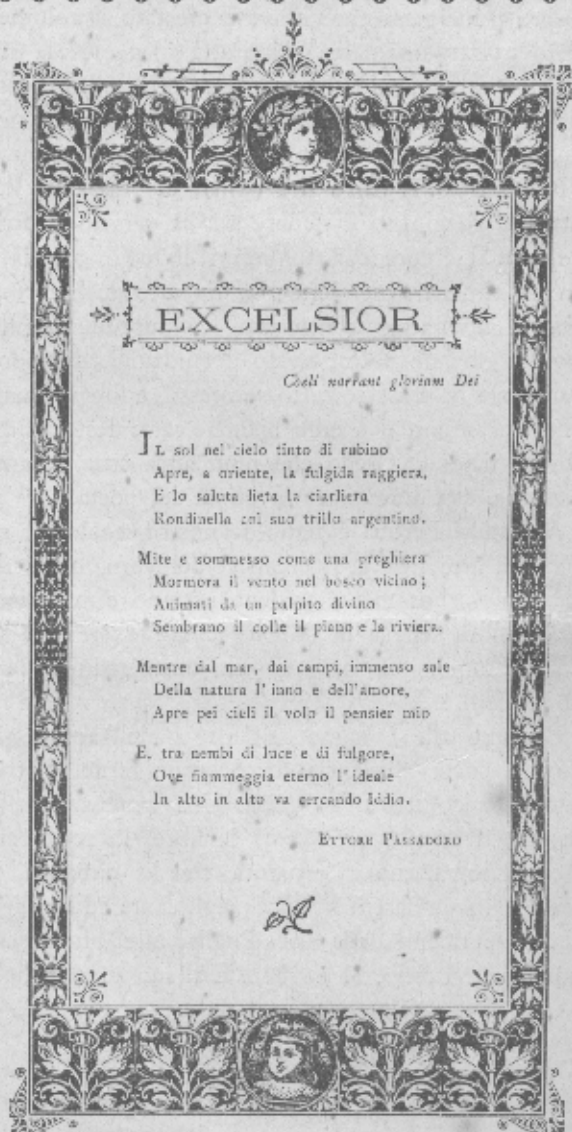 EXCELSIOR
Coeli narrant gloriam Dei
IL sol nel cielo tinto di rubino
Apre, a oriente, la fulgida raggiera,
E lo saluta lieta la ciarliera
Rondinella col suo trillo argentino.
Mite e sommesso come una preghiera
Mormora il vento nel bosco vicino;
Animati da un palpito divino
Sembrano il colle il piano e la riviera.
Mentre dal mar, dai campi, immenso sale
Della natura l'inno e dell'amore,
Apre pei cieli il volo il pensier mio
E, tra nembi di luce e di fulgore,
Ove fiammeggia eterno l'ideale
In alto in alto va cercando Iddio.
ETTORE PASSADORO